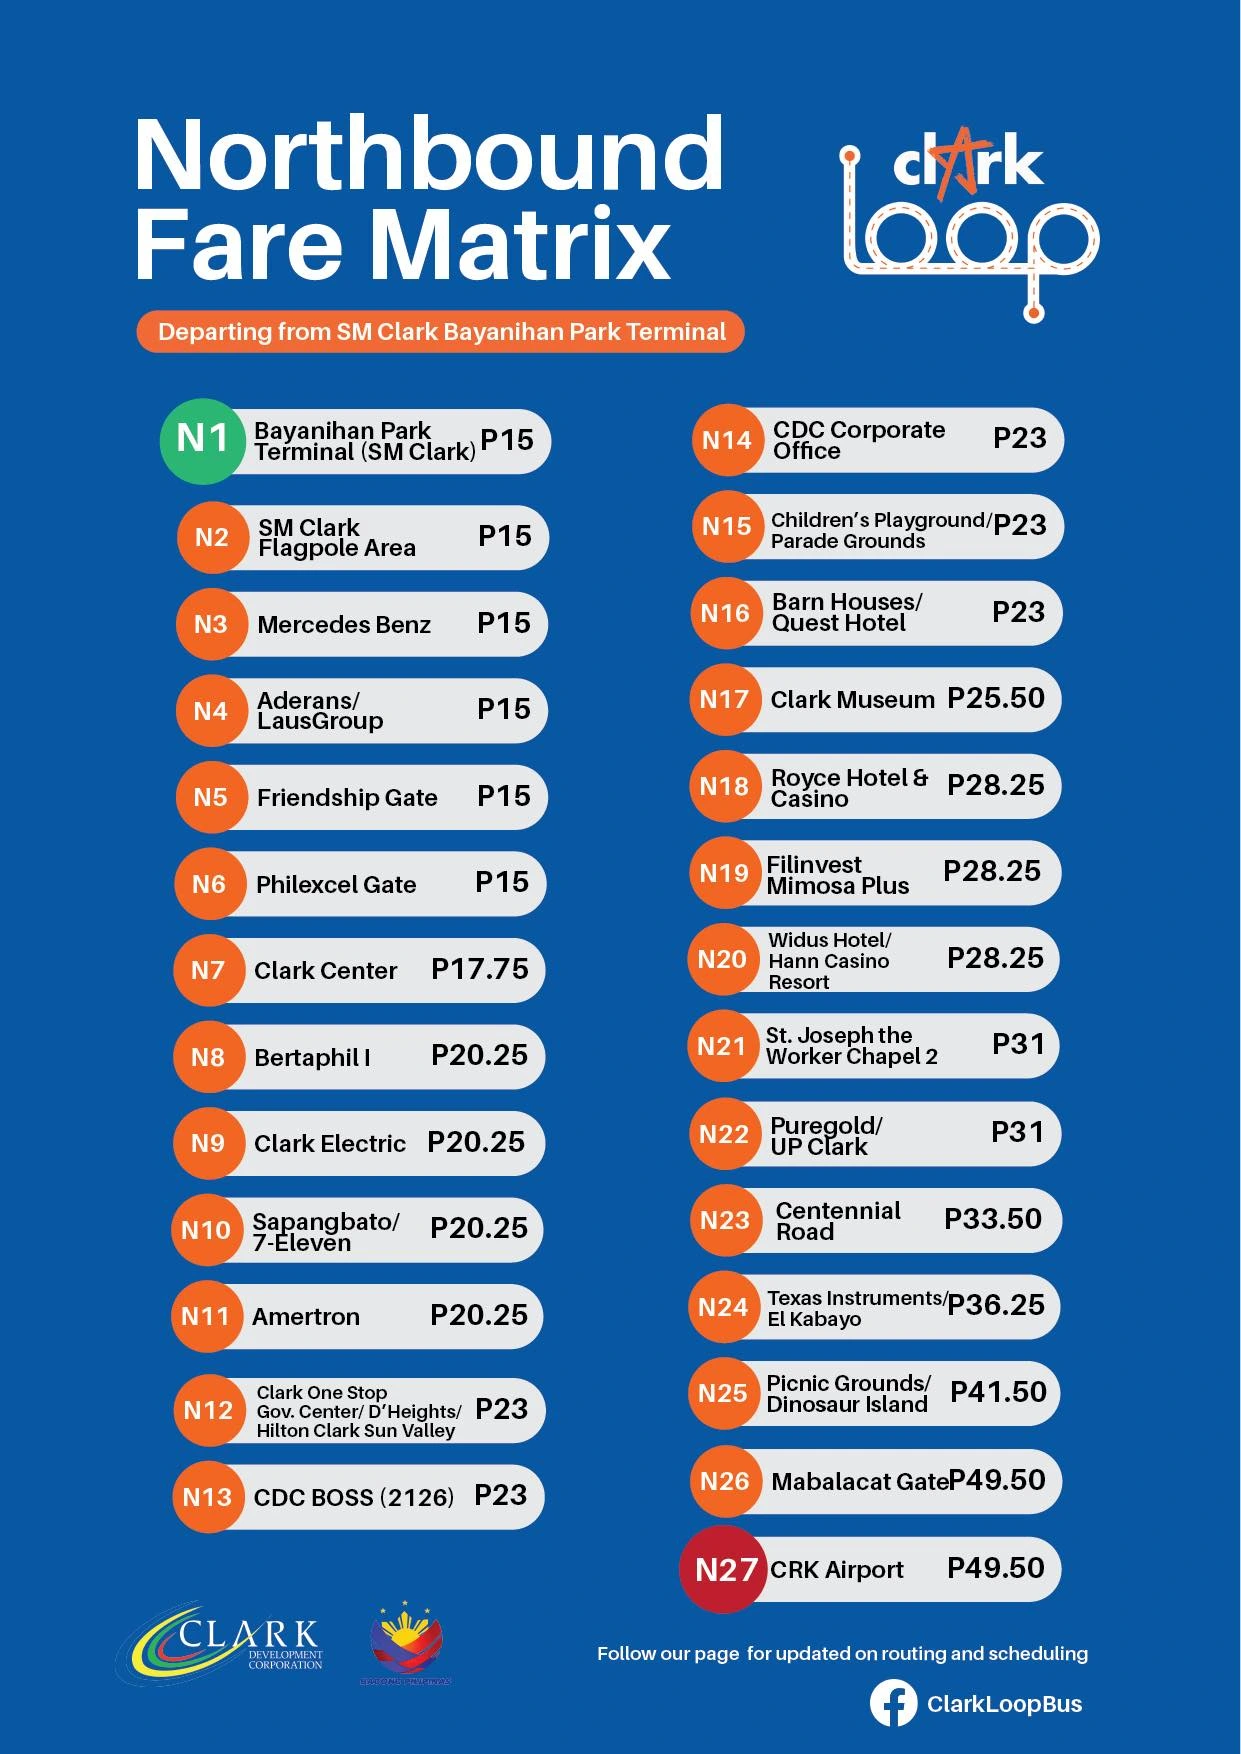 Northbound
Fare Matrix
clArk
loop
Departing from SM Clark Bayanihan Park Terminal
N1 Bayanihan Park
Terminal (SM Clark) P15
N2 SM Clark
Flagpole Area P15
N3 Mercedes Benz P15
N4 Aderans/
LausGroup P15
N5 Friendship Gate P15
N6 Philexcel Gate P15
N7 Clark Center P17.75
N8 Bertaphil I P20.25
N9 Clark Electric P20.25
N10 Sapangbato/
7-Eleven P20.25
N11 Amertron P20.25
N12 Clark One Stop
Gov. Center/ D’Heights/ P23
Hilton Clark Sun Valley
N13 CDC BOSS (2126) P23
N14 CDC Corporate
Office P23
N15 Children’s Playground/ P23
Parade Grounds
N16 Barn Houses/
Quest Hotel P23
N17 Clark Museum P25.50
N18 Royce Hotel & P28.25
Casino
N19 Filinvest
Mimosa Plus P28.25
N20 Widus Hotel/
Hann Casino P28.25
Resort
N21 St. Joseph the
Worker Chapel 2 P31
N22 Puregold/
UP Clark P31
N23 Centennial
Road P33.50
N24 Texas Instruments/ P36.25
El Kabayo
N25 Picnic Grounds/
Dinosaur Island P41.50
N26 Mabalacat Gate P49.50
N27 CRK Airport P49.50
CLARK
DEVELOPMENT
CORPORATION
BAGONG PILIPINAS
Follow our page for updated on routing and scheduling
ClarkLoopBus